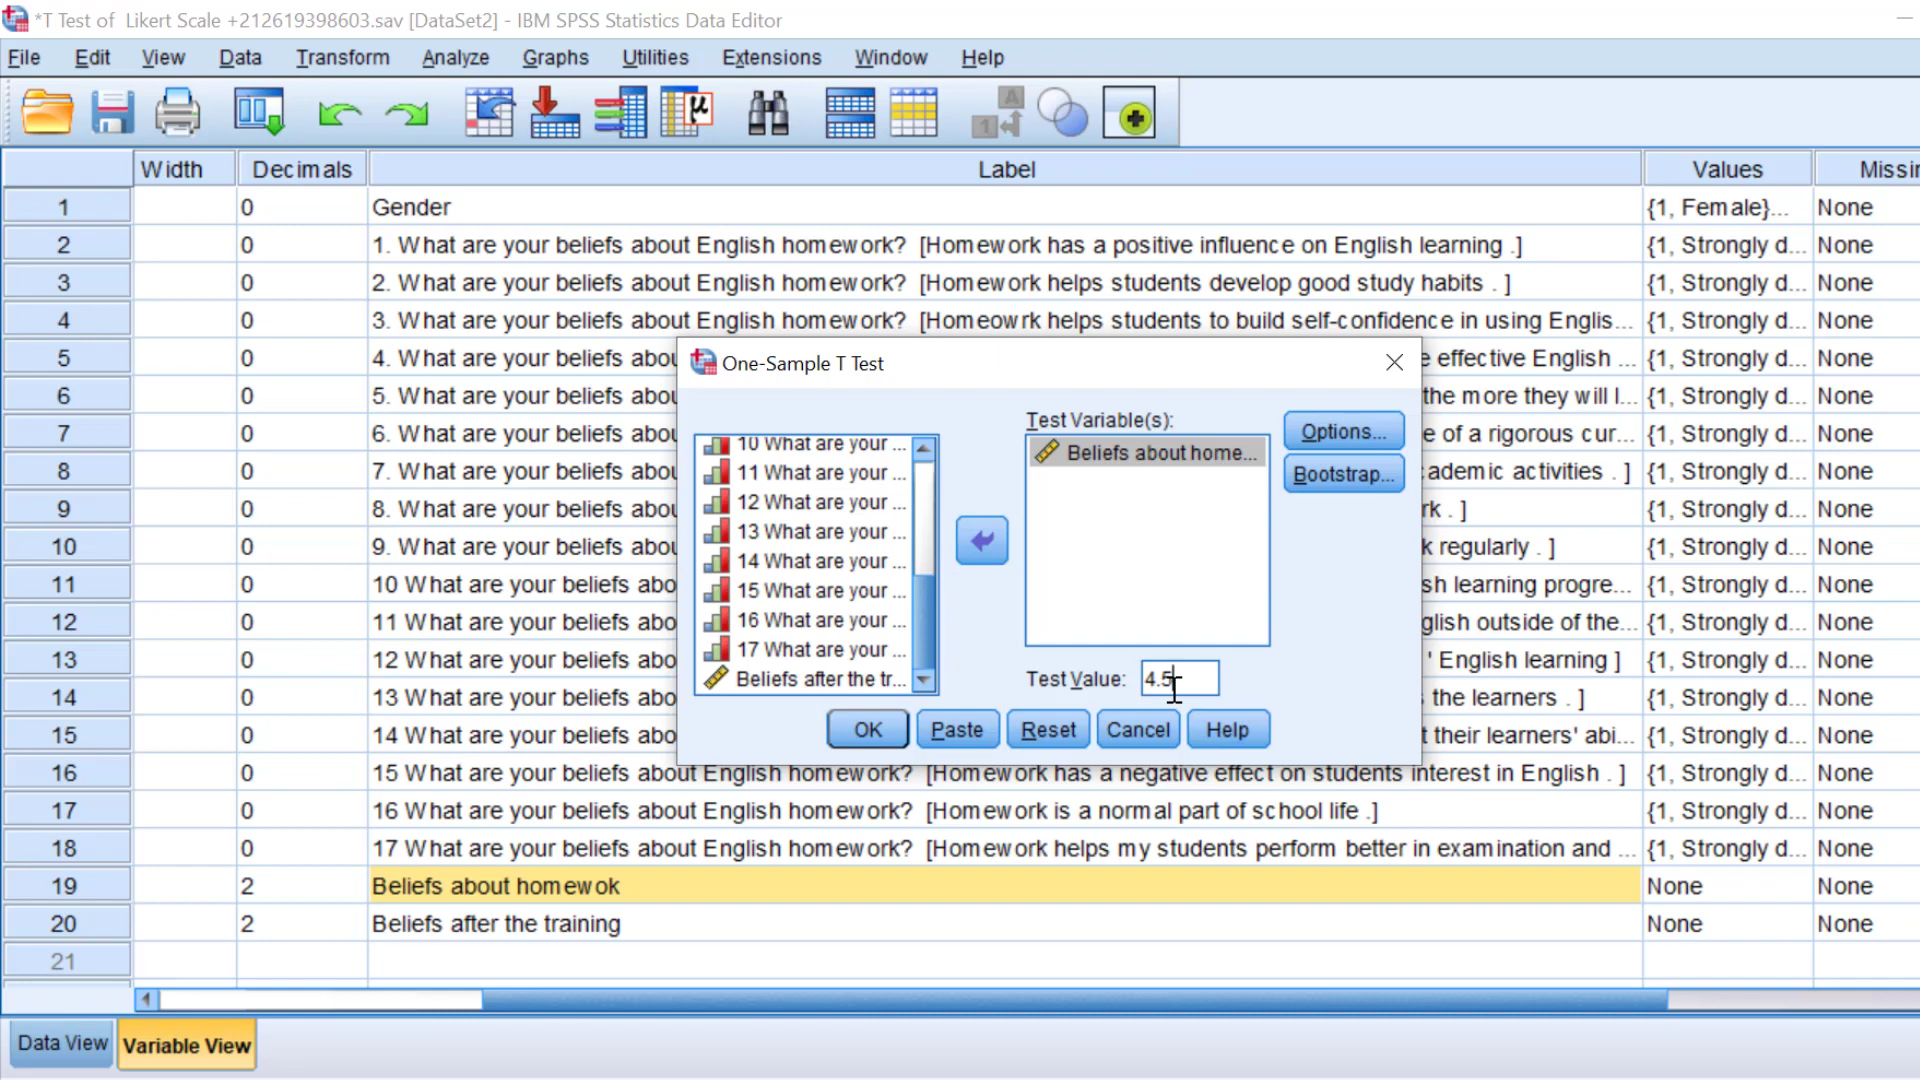 *T Test of Likert Scale +212619398603.sav [DataSet2] - IBM SPSS Statistics Data Editor
File Edit View Data Transform Analyze Graphs Utilities Extensions Window Help
Width Decimals Label Values Missin
1 0 Gender {1, Female}... None
2 0 1. What are your beliefs about English homework? [Homework has a positive influence on English learning .] {1, Strongly d... None
3 0 2. What are your beliefs about English homework? [Homework helps students develop good study habits . ] {1, Strongly d... None
4 0 3. What are your beliefs about English homework? [Homeowrk helps students to build self-confidence in using Englis... {1, Strongly d... None
5 0 4. What are your beliefs abou e effective English ... {1, Strongly d... None
6 0 5. What are your beliefs abou the more they will l... {1, Strongly d... None
7 0 6. What are your beliefs abou e of a rigorous cur... {1, Strongly d... None
8 0 7. What are your beliefs abou ademic activities . ] {1, Strongly d... None
9 0 8. What are your beliefs abou rk . ] {1, Strongly d... None
10 0 9. What are your beliefs abou k regularly . ] {1, Strongly d... None
11 0 10 What are your beliefs abo sh learning progre... {1, Strongly d... None
12 0 11 What are your beliefs abo glish outside of the... {1, Strongly d... None
13 0 12 What are your beliefs abo ' English learning ] {1, Strongly d... None
14 0 13 What are your beliefs abo s the learners . ] {1, Strongly d... None
15 0 14 What are your beliefs abo t their learners' abi... {1, Strongly d... None
16 0 15 What are your beliefs about English homework? [Homework has a negative effect on students interest in English . ] {1, Strongly d... None
17 0 16 What are your beliefs about English homework? [Homework is a normal part of school life .] {1, Strongly d... None
18 0 17 What are your beliefs about English homework? [Homework helps my students perform better in examination and ... {1, Strongly d... None
19 2 Beliefs about homewok None None
20 2 Beliefs after the training None None
21
One-Sample T Test
10 What are your ...
11 What are your ...
12 What are your ...
13 What are your ...
14 What are your ...
15 What are your ...
16 What are your ...
17 What are your ...
Beliefs after the tr...
Test Variable(s):
Beliefs about home...
Options...
Bootstrap...
Test Value: 4.5
OK Paste Reset Cancel Help
Data View Variable View